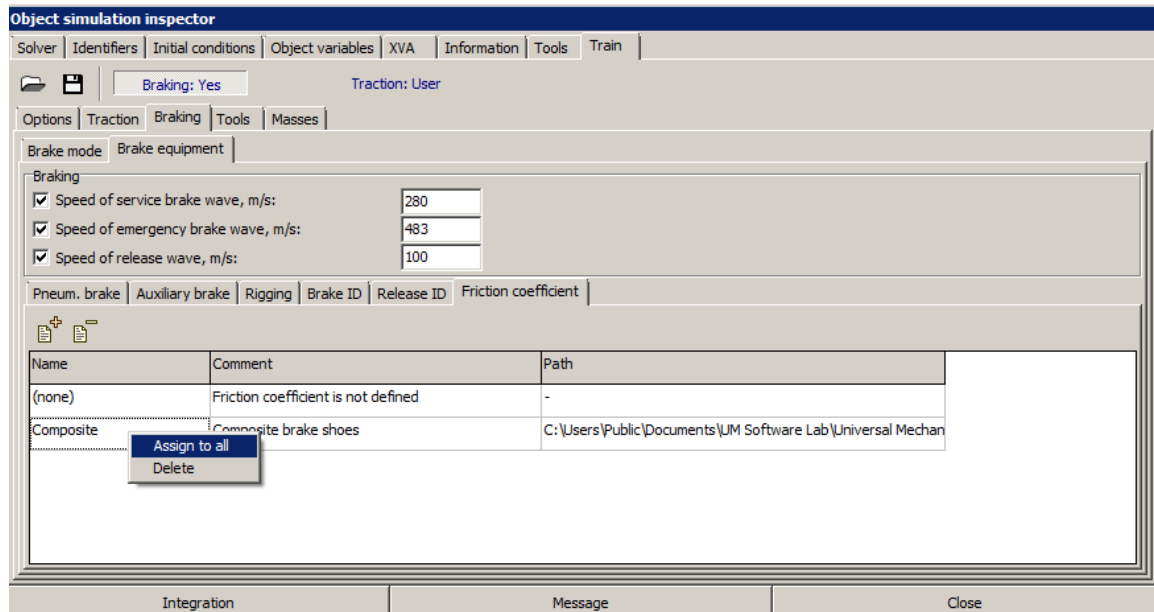 Object simulation inspector
Solver Identifiers Initial conditions Object variables XVA Information Tools Train
Braking: Yes Traction: User
Options Traction Braking Tools Masses
Brake mode Brake equipment
Braking
Speed of service brake wave, m/s: 280
Speed of emergency brake wave, m/s: 483
Speed of release wave, m/s: 100
Pneum. brake Auxiliary brake Rigging Brake ID Release ID Friction coefficient
Name Comment Path
(none) Friction coefficient is not defined -
Composite Composite brake shoes C:\Users\Public\Documents\UM Software Lab\Universal Mechan
Assign to all
Delete
Integration Message Close